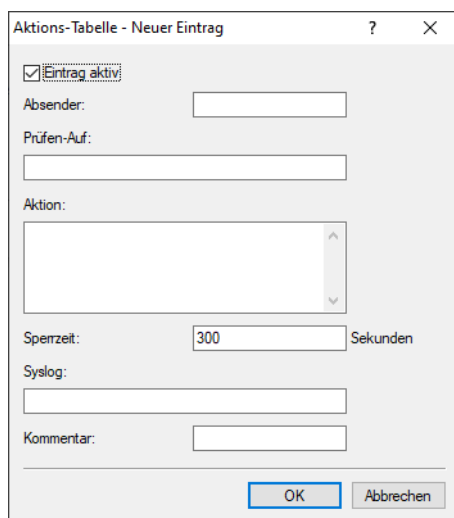 Aktions-Tabelle - Neuer Eintrag ? X
Eintrag aktiv
Absender:
Prüfen-Auf:
Aktion:
Sperrzeit: 300 Sekunden
Syslog:
Kommentar:
OK Abbrechen